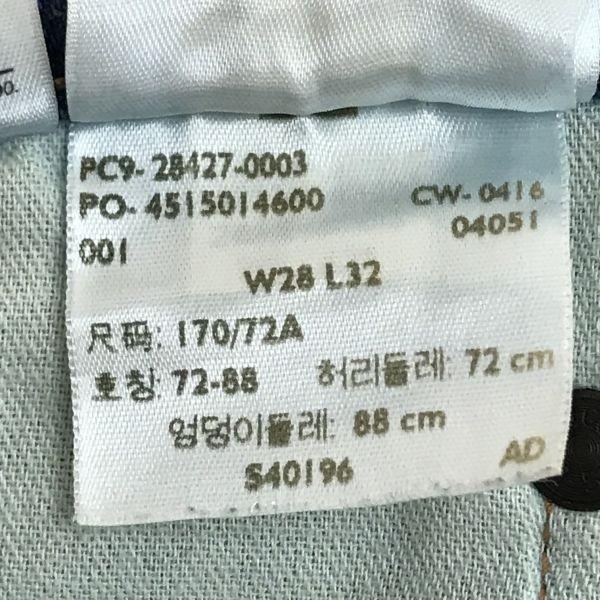 PC9- 28427-0003
PO- 4515014600 CW- 0416
001 04051
W28 L32
尺码: 170/72A
호칭: 72-88 허리둘레: 72 cm
엉덩이둘레: 88 cm
S40196 AD